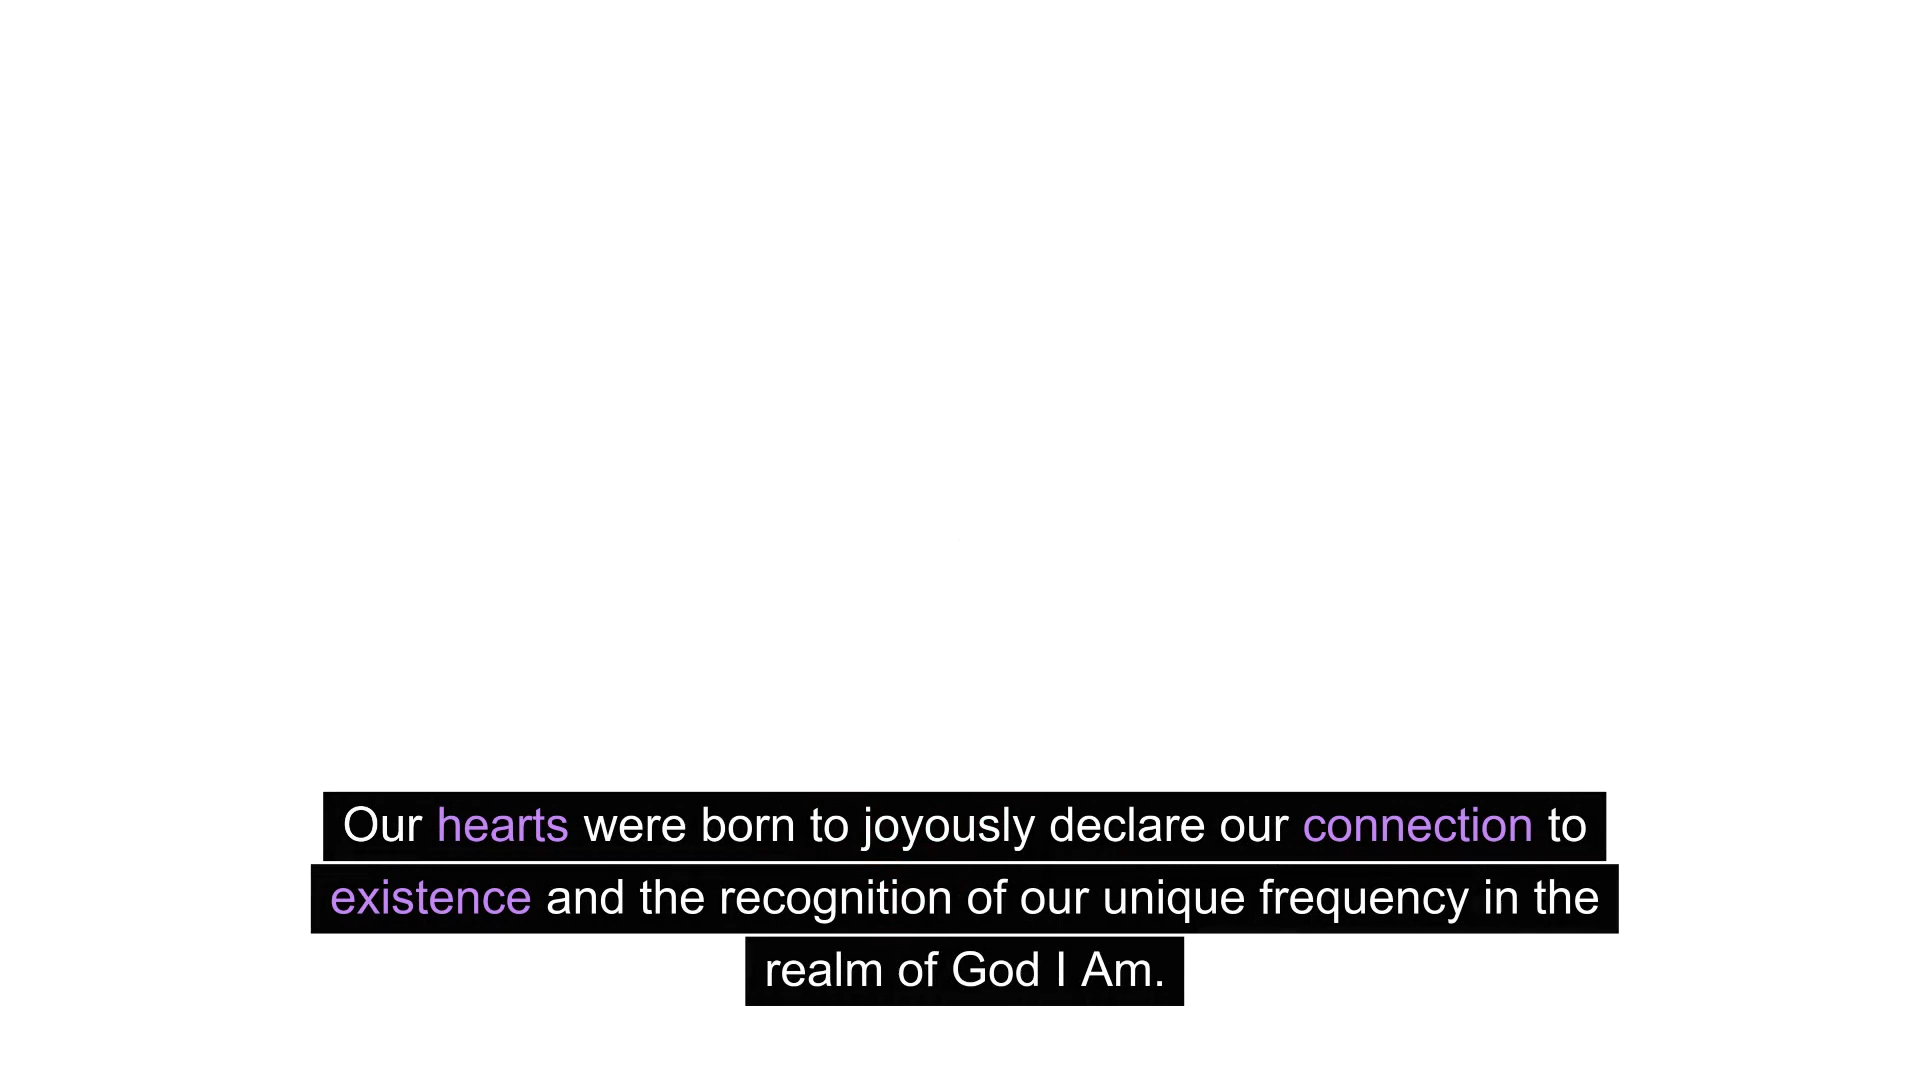 Our hearts were born to joyously declare our connection to
existence and the recognition of our unique frequency in the
realm of God I Am.